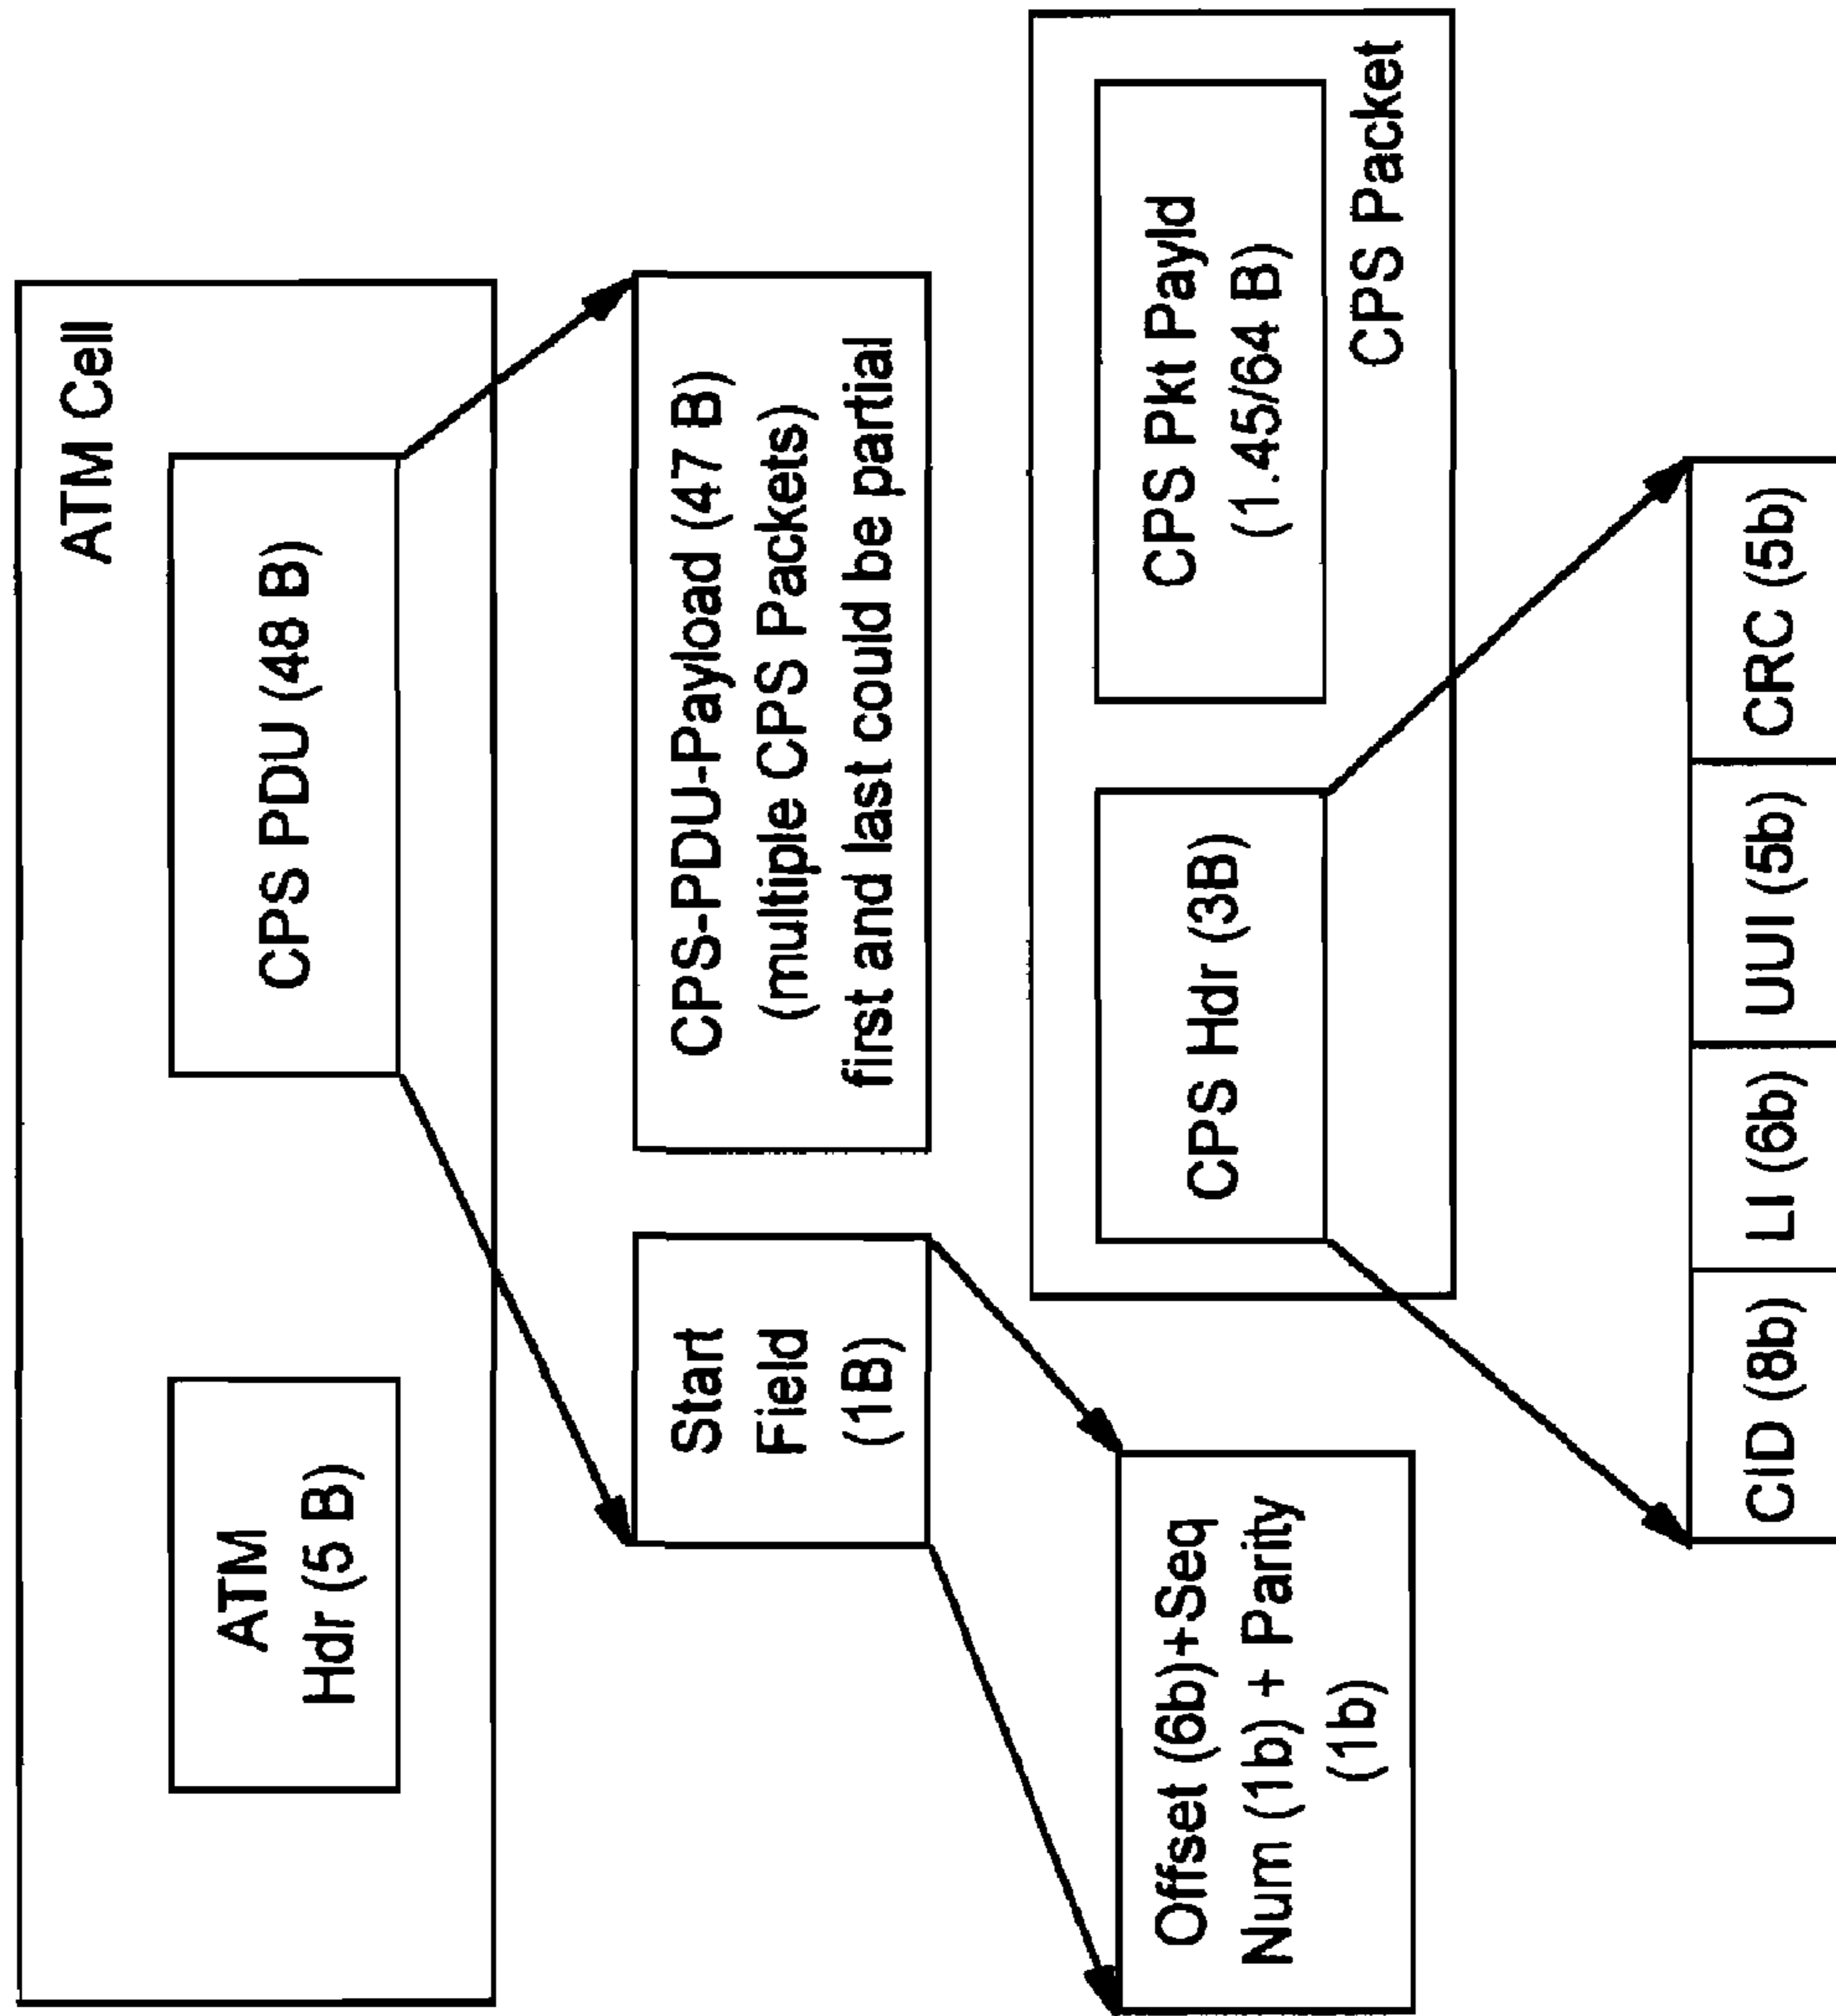 ATM Cell
ATM
Hdr (5 B)
CPS PDU (48 B)
Start
Field
(1B)
CPS-PDU-Payload (47 B)
(multiple CPS Packets)
first and last could be partial
Offset (6b)+Seq
Num (1b) + Parity
(1b)
CPS Hdr (3B)
CPS Pkt Payld
(1.45/64 B)
CPS Packet
CID (8b)
LI (6b)
UUI (5b)
CRC (5b)